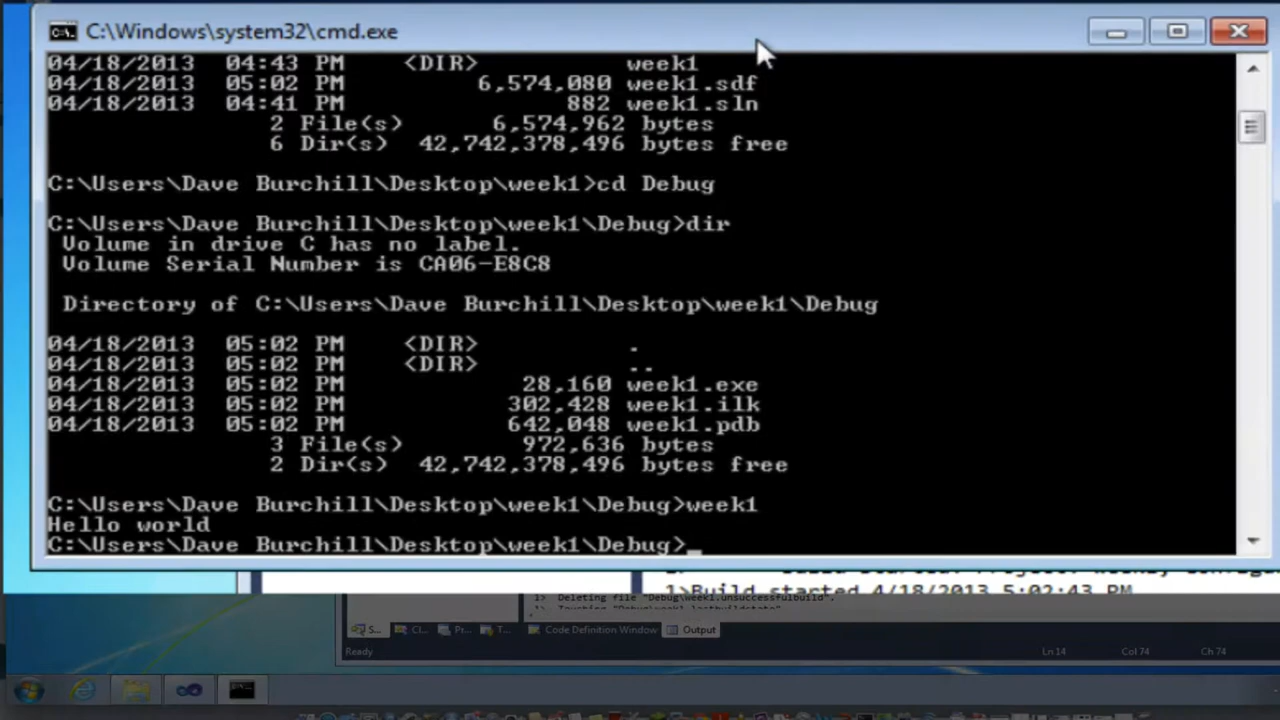 C:\Windows\system32\cmd.exe
04/18/2013  04:43 PM    <DIR>          week1
04/18/2013  05:02 PM         6,574,080 week1.sdf
04/18/2013  04:41 PM               882 week1.sln
2 File(s)      6,574,962 bytes
6 Dir(s)  42,742,378,496 bytes free
C:\Users\Dave Burchill\Desktop\week1>cd Debug
C:\Users\Dave Burchill\Desktop\week1\Debug>dir
Volume in drive C has no label.
Volume Serial Number is CA06-E8C8
Directory of C:\Users\Dave Burchill\Desktop\week1\Debug
04/18/2013  05:02 PM    <DIR>          .
04/18/2013  05:02 PM    <DIR>          ..
04/18/2013  05:02 PM            28,160 week1.exe
04/18/2013  05:02 PM           302,428 week1.ilk
04/18/2013  05:02 PM           642,048 week1.pdb
3 File(s)        972,636 bytes
2 Dir(s)  42,742,378,496 bytes free
C:\Users\Dave Burchill\Desktop\week1\Debug>week1
Hello world
C:\Users\Dave Burchill\Desktop\week1\Debug>_
1>Build started 4/18/2013 5:02:43 PM
1>  Deleting file "Debug\week1.unsuccessfulbuild".
S... Cl... Pr... T... Code Definition Window Output
Ready Ln 14 Col 74 Ch 74